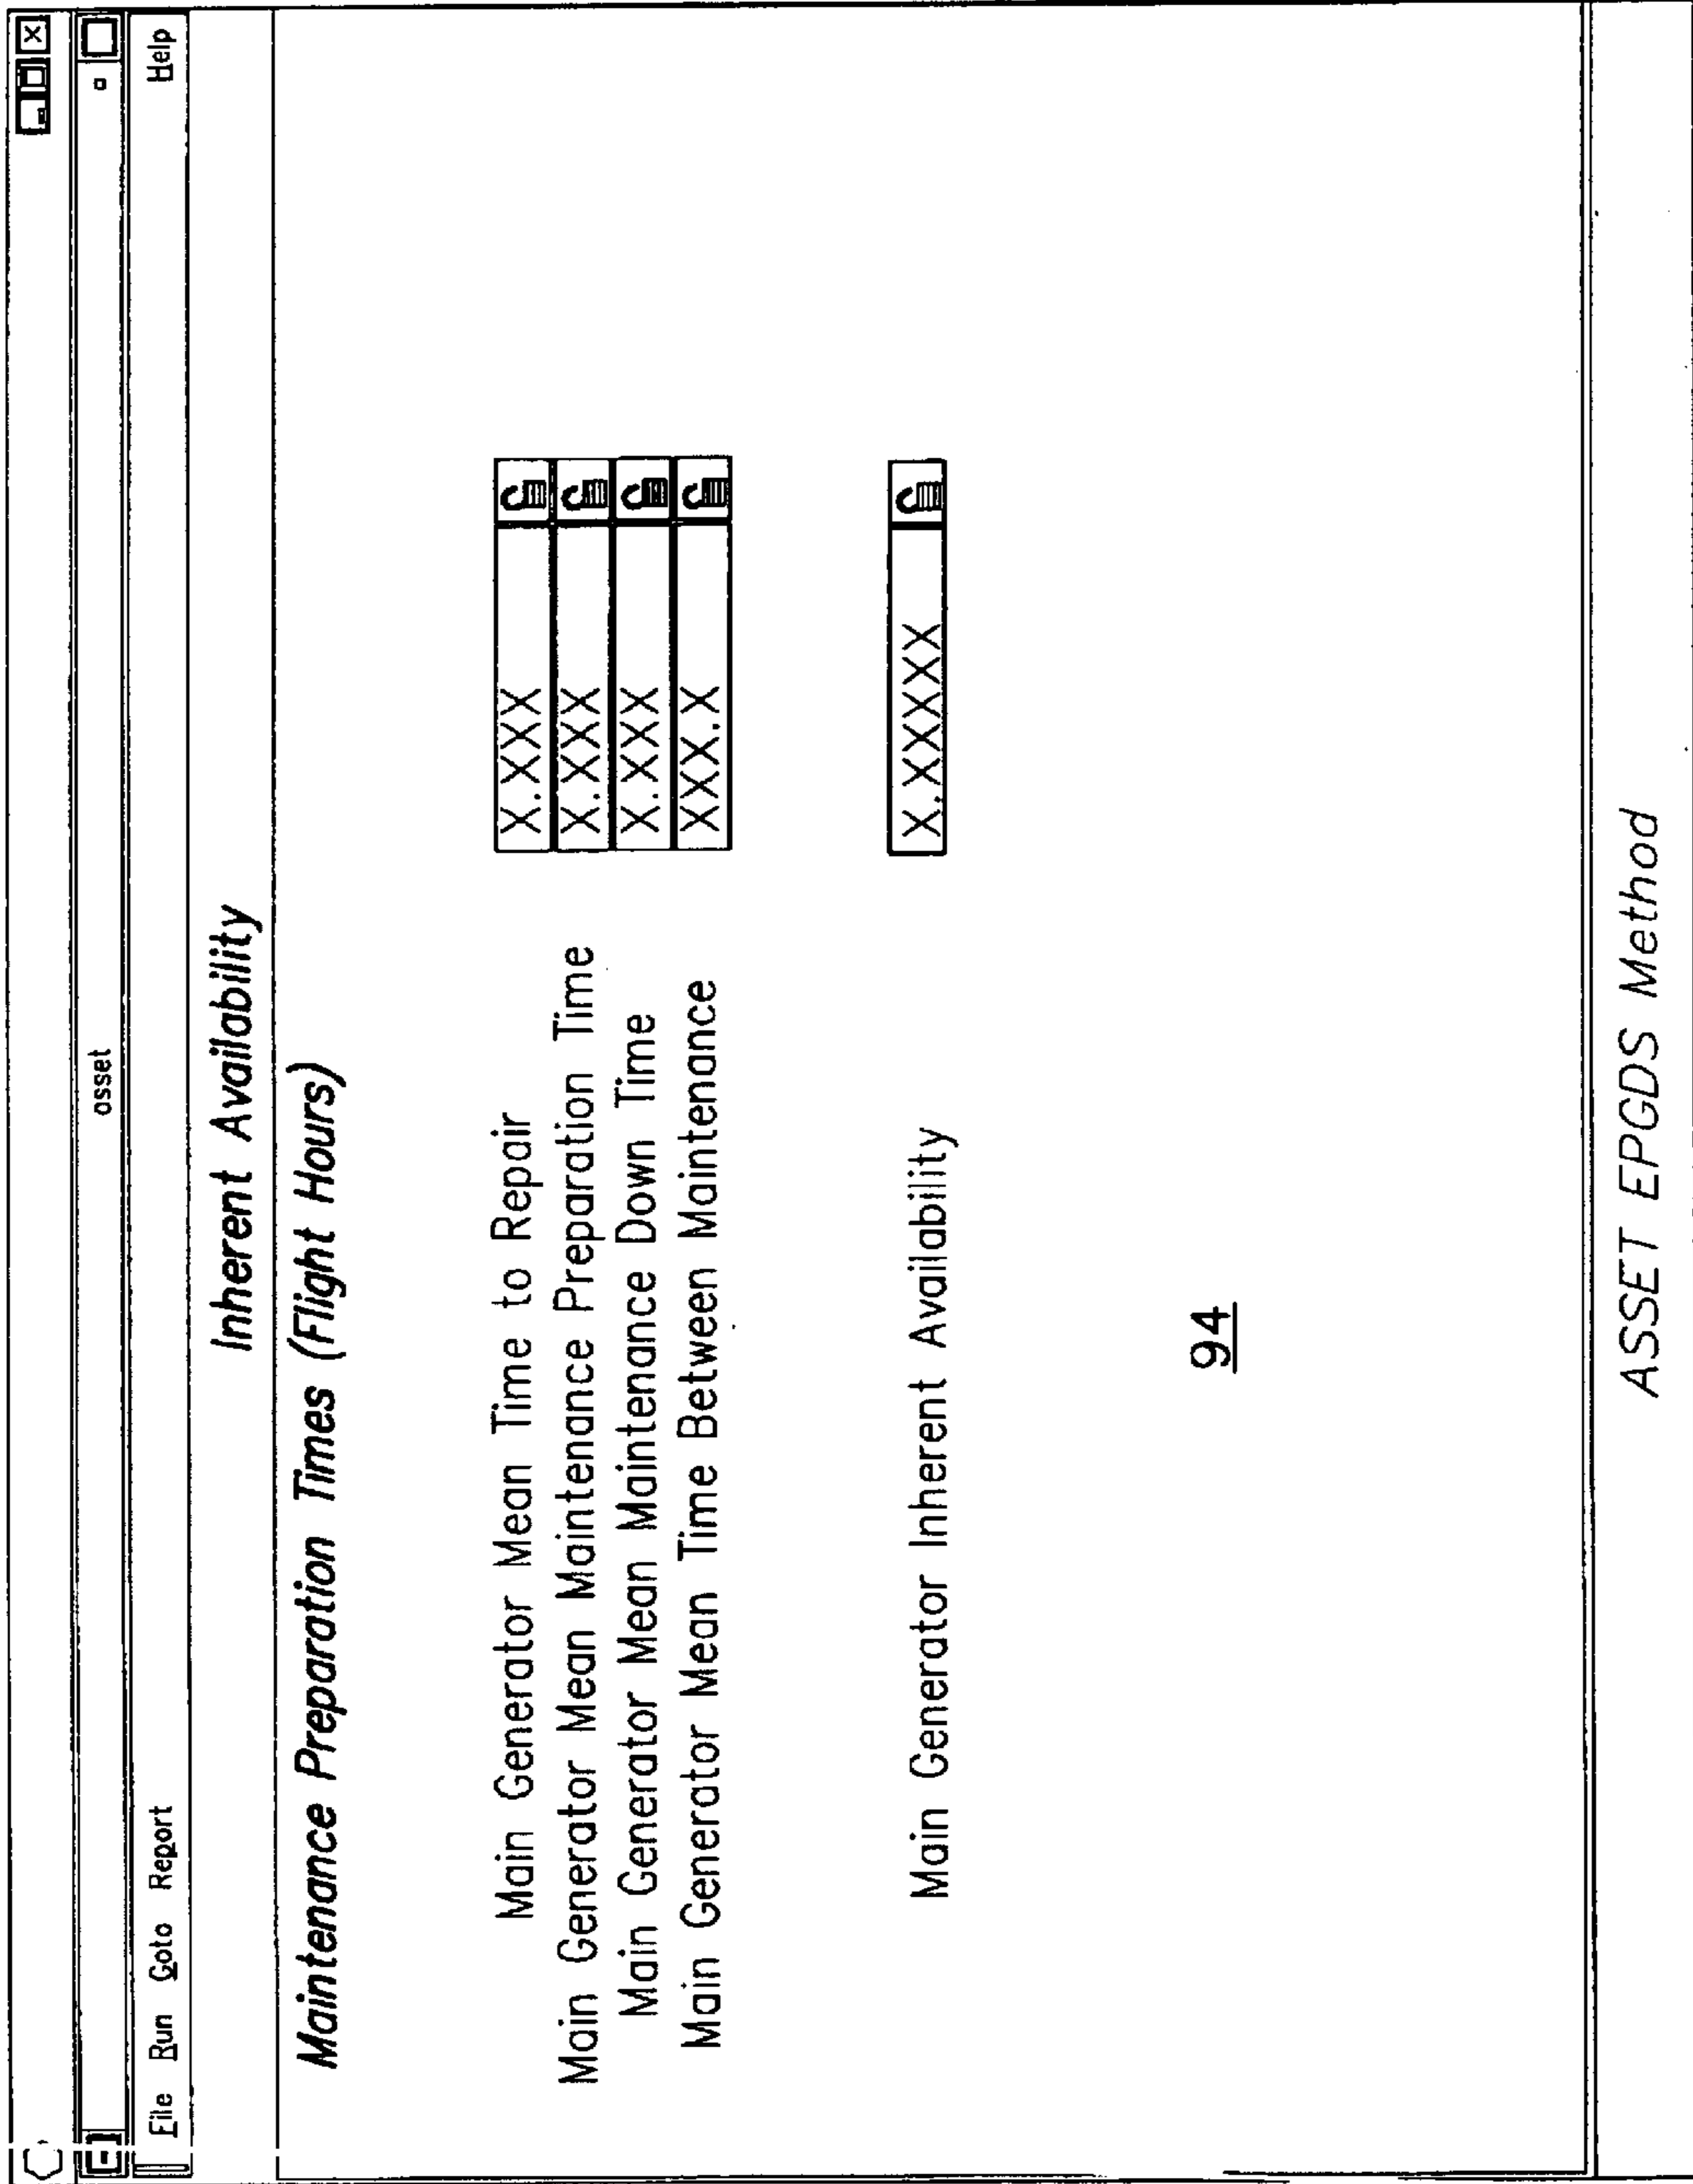 asset
File Run Goto Report Help
Inherent Availability
Maintenance Preparation Times (Flight Hours)
Main Generator Mean Time to Repair X.XXX
Main Generator Mean Maintenance Preparation Time X.XXX
Main Generator Mean Maintenance Down Time X.XXX
Main Generator Mean Time Between Maintenance XXX.X
Main Generator Inherent Availability X.XXXXX
94
ASSET EPGDS Method